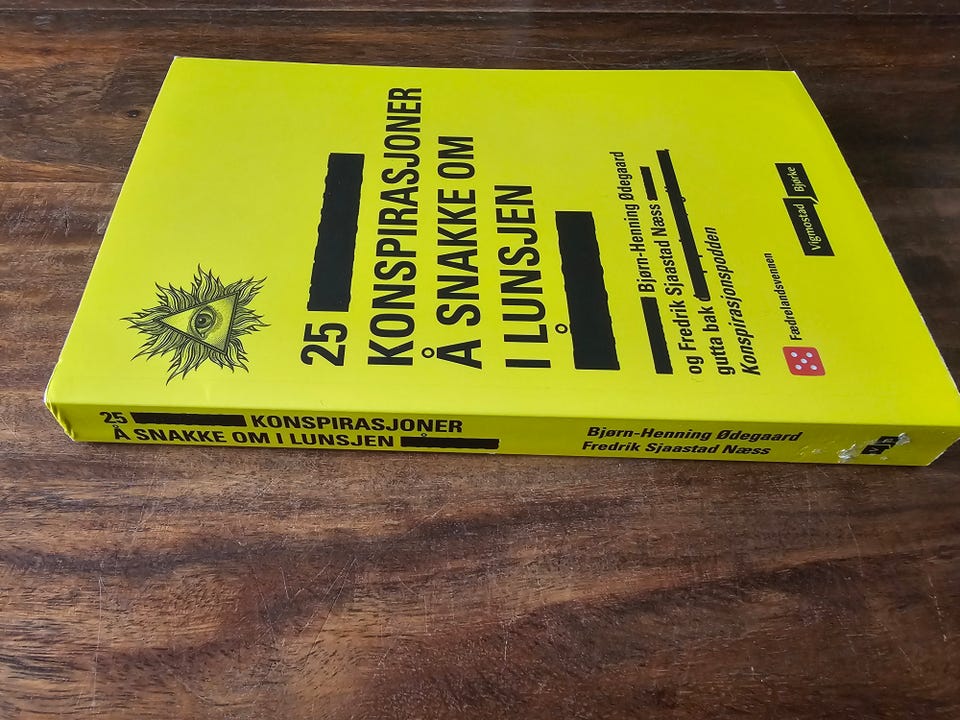 25
KONSPIRASJONER
Å SNAKKE OM
I LUNSJEN
Bjørn-Henning Ødegaard
og Fredrik Sjaastad Næss
gutta bak
Konspirasjonspodden
Fædrelandsvennen
Vigmostad Bjørke
25 KONSPIRASJONER
Å SNAKKE OM I LUNSJEN
Bjørn-Henning Ødegaard
Fredrik Sjaastad Næss